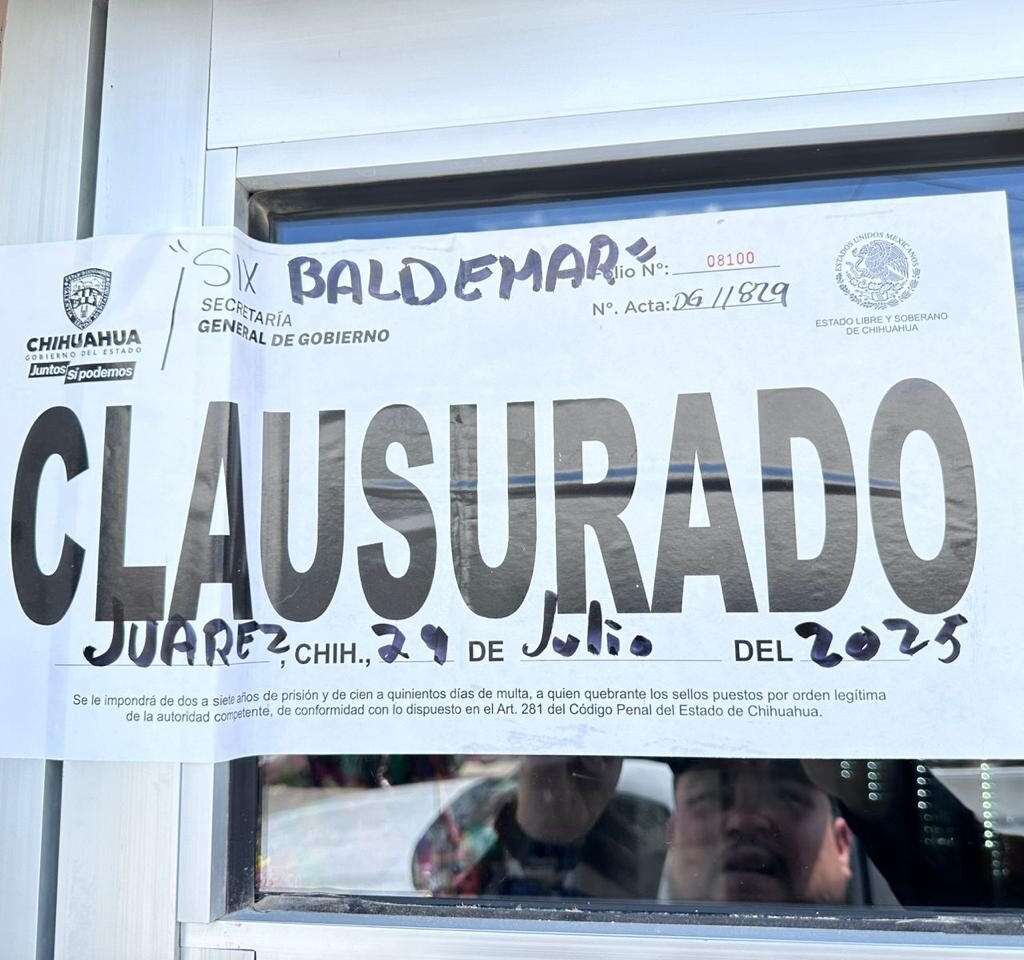 "SIX BALDEMAR"
Folio Nº: 08100
Nº. Acta: DG 11829
SECRETARÍA
GENERAL DE GOBIERNO
CHIHUAHUA
GOBIERNO DEL ESTADO
Juntos Sí podemos
ESTADOS UNIDOS MEXICANOS
ESTADO LIBRE Y SOBERANO
DE CHIHUAHUA
CLAUSURADO
JUAREZ, CHIH., 29 DE Julio DEL 2025
Se le impondrá de dos a siete años de prisión y de cien a quinientos días de multa, a quien quebrante los sellos puestos por orden legítima
de la autoridad competente, de conformidad con lo dispuesto en el Art. 281 del Código Penal del Estado de Chihuahua.